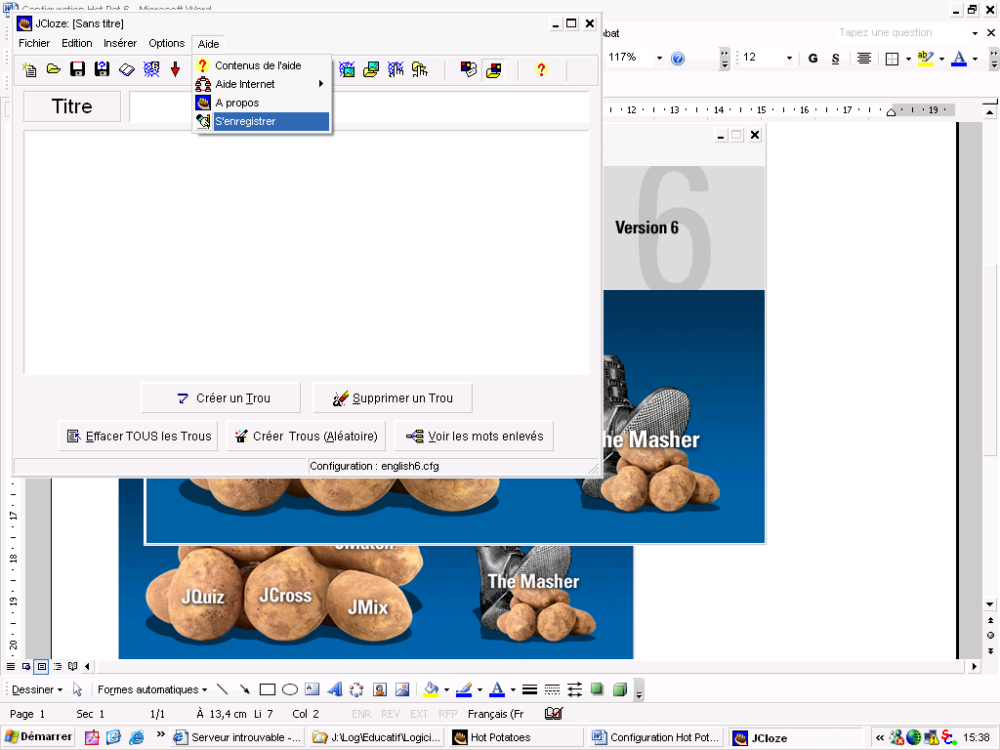 Configuration Hot Pot 6 - Microsoft Word
JCloze: [Sans titre]
Fichier Edition Insérer Options Aide
Contenus de l'aide
Aide Internet
A propos
S'enregistrer
Titre
Créer un Trou
Supprimer un Trou
Effacer TOUS les Trous
Créer Trous (Aléatoire)
Voir les mots enlevés
Configuration : english6.cfg
obat
Tapez une question
117%
12
G S
A
12 13 14 15 16 17 18 19
6
Version 6
he Masher
17
18
19
20
JMatch
JQuiz
JCross
JMix
The Masher
Dessiner
Formes automatiques
Page 1 Sec 1 1/1 À 13,4 cm Li 7 Col 2 ENR REV EXT RFP Français (Fr
Démarrer
Serveur introuvable -...
J:\Log\Educatif\Logici...
Hot Potatoes
Configuration Hot Pot...
JCloze
15:38